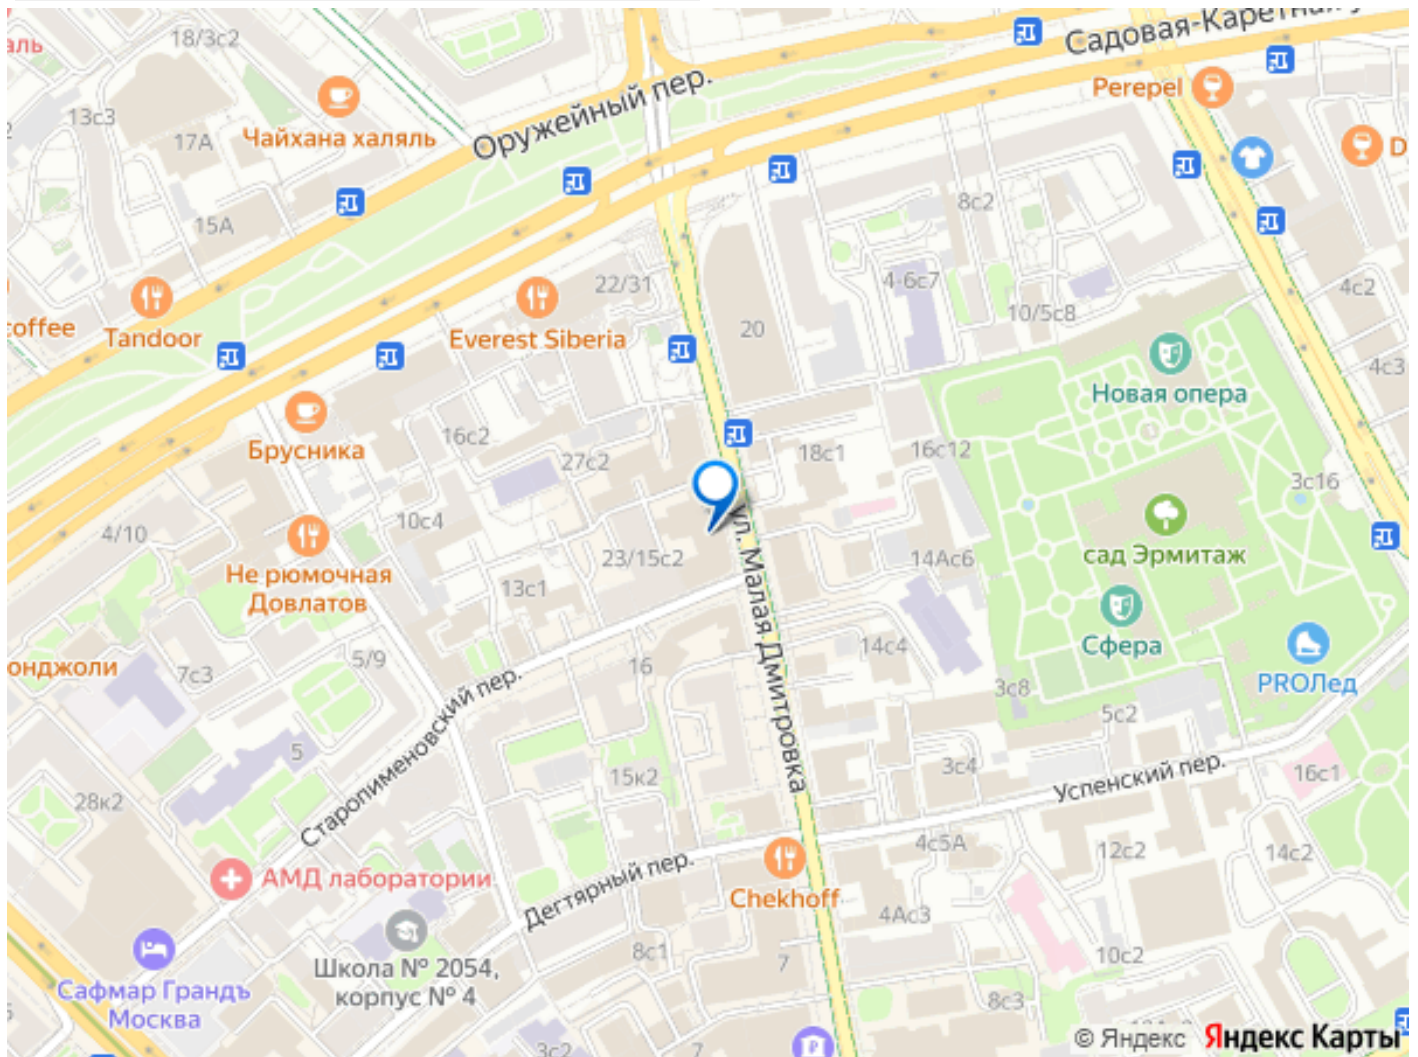 18/3с2
аль
Садовая-Каретная у
Perepel
Оружейный пер.
13с3
Чайхана халяль
17А
D
8с2
15А
4-6с7
22/31
4с2
10/5с8
coffee
Tandoor
Everest Siberia
20
4с3
Новая опера
Брусника
16с2
27с2
18с1
16с12
3с16
4/10
10с4
ул. Малая Дмитровка
23/15с2
14Ас6
сад Эрмитаж
Не рюмочная
Довлатов
13с1
Сфера
онджоли
7с3
5/9
16
14с4
3с8
PROЛед
Старопименовский пер.
5с2
5
15к2
3с4
Успенский пер.
16с1
28к2
4с5А
12с2
14с2
АМД лаборатории
Дегтярный пер.
Chekhoff
4Ас3
8с1
7
10с2
Школа № 2054,
корпус № 4
Сафмар Грандъ
Москва
8с3
3с2
7
© Яндекс Яндекс Карты